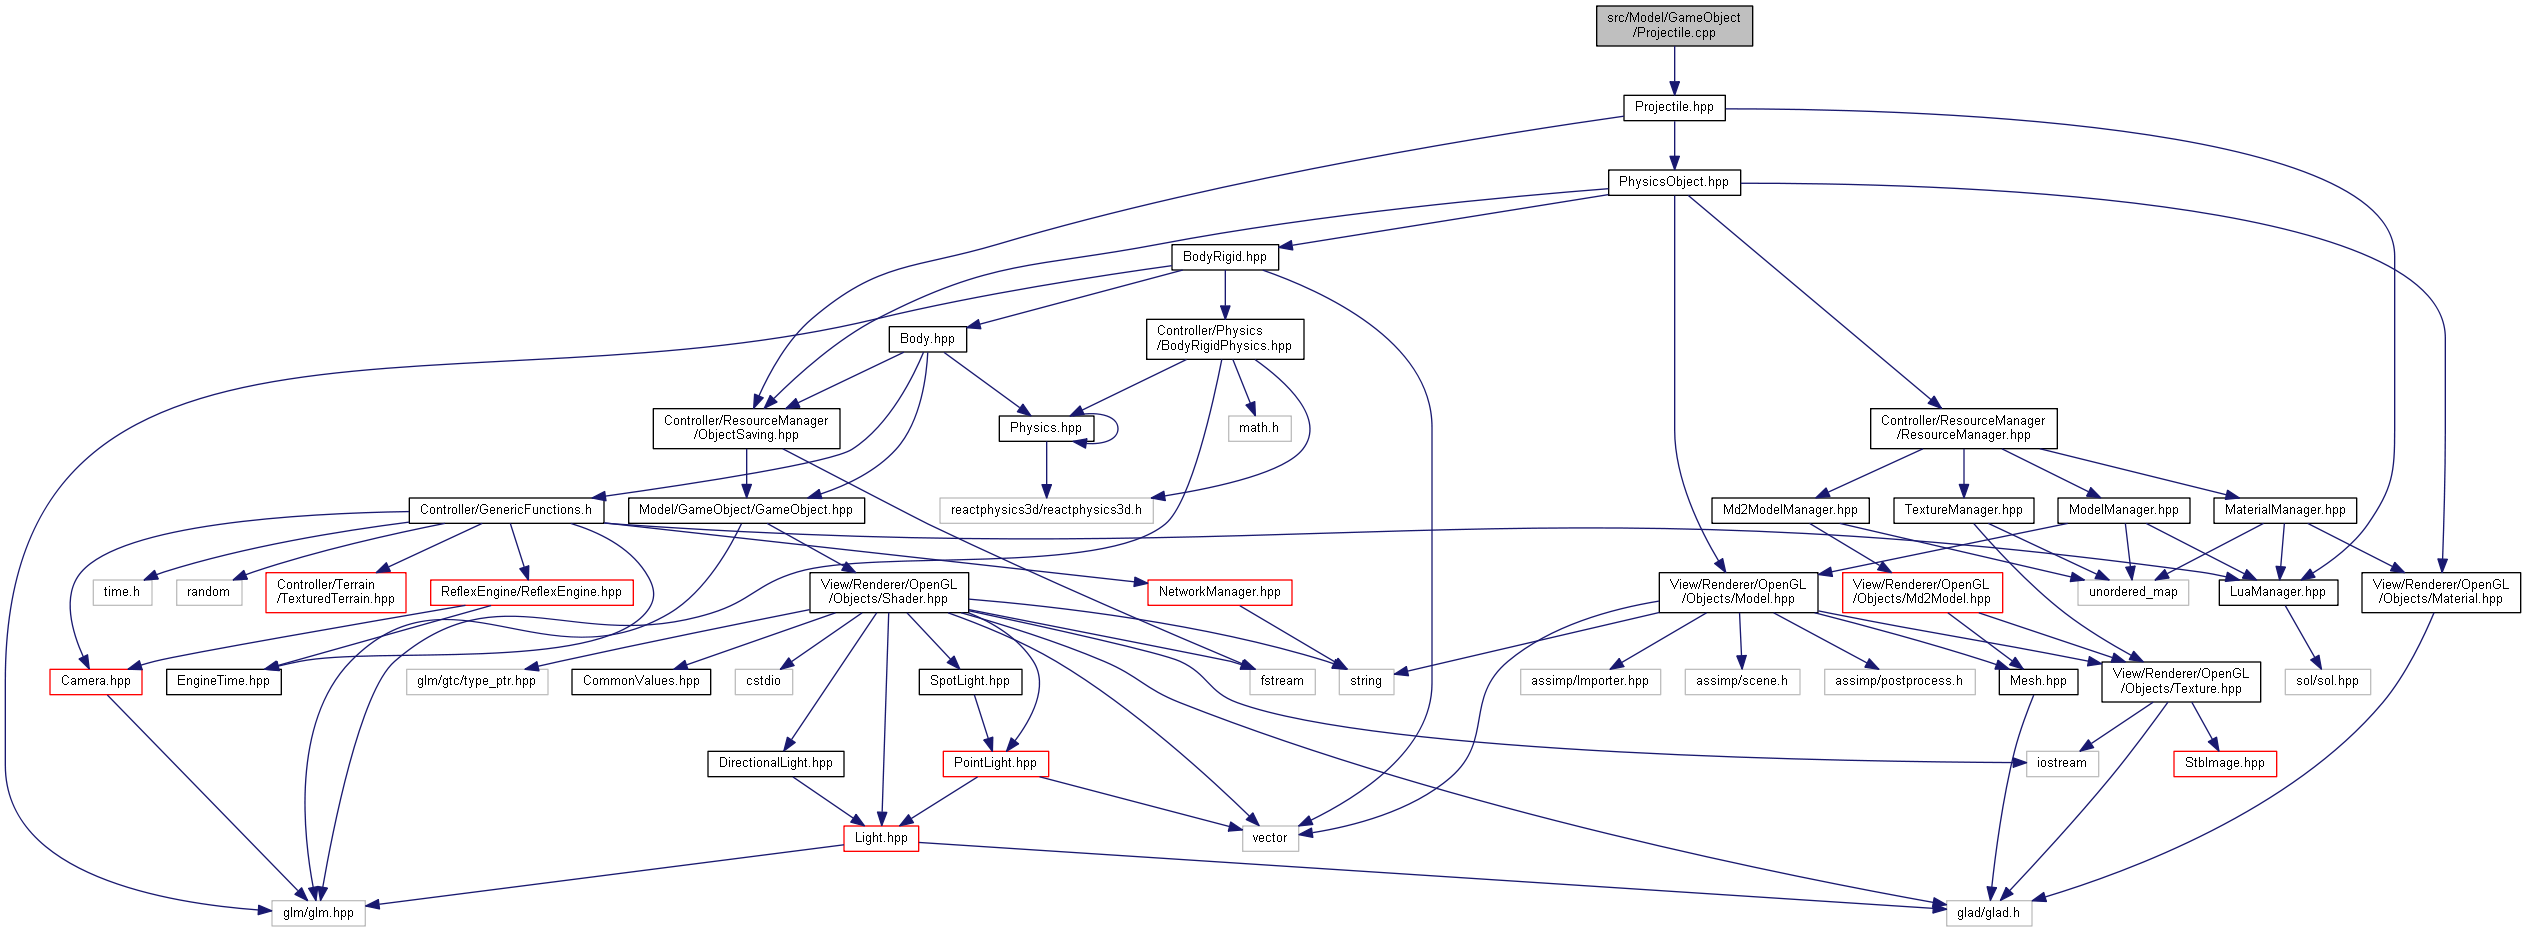 src/Model/GameObject
/Projectile.cpp
Projectile.hpp
PhysicsObject.hpp
BodyRigid.hpp
Body.hpp
Controller/Physics
/BodyRigidPhysics.hpp
Controller/ResourceManager
/ObjectSaving.hpp
Physics.hpp
math.h
Controller/ResourceManager
/ResourceManager.hpp
Controller/GenericFunctions.h
Model/GameObject/GameObject.hpp
reactphysics3d/reactphysics3d.h
Md2ModelManager.hpp
TextureManager.hpp
ModelManager.hpp
MaterialManager.hpp
time.h
random
Controller/Terrain
/TexturedTerrain.hpp
ReflexEngine/ReflexEngine.hpp
View/Renderer/OpenGL
/Objects/Shader.hpp
NetworkManager.hpp
View/Renderer/OpenGL
/Objects/Model.hpp
View/Renderer/OpenGL
/Objects/Md2Model.hpp
unordered_map
LuaManager.hpp
View/Renderer/OpenGL
/Objects/Material.hpp
Camera.hpp
EngineTime.hpp
glm/gtc/type_ptr.hpp
CommonValues.hpp
cstdio
SpotLight.hpp
fstream
string
assimp/Importer.hpp
assimp/scene.h
assimp/postprocess.h
Mesh.hpp
View/Renderer/OpenGL
/Objects/Texture.hpp
sol/sol.hpp
DirectionalLight.hpp
PointLight.hpp
iostream
StbImage.hpp
Light.hpp
vector
glm/glm.hpp
glad/glad.h